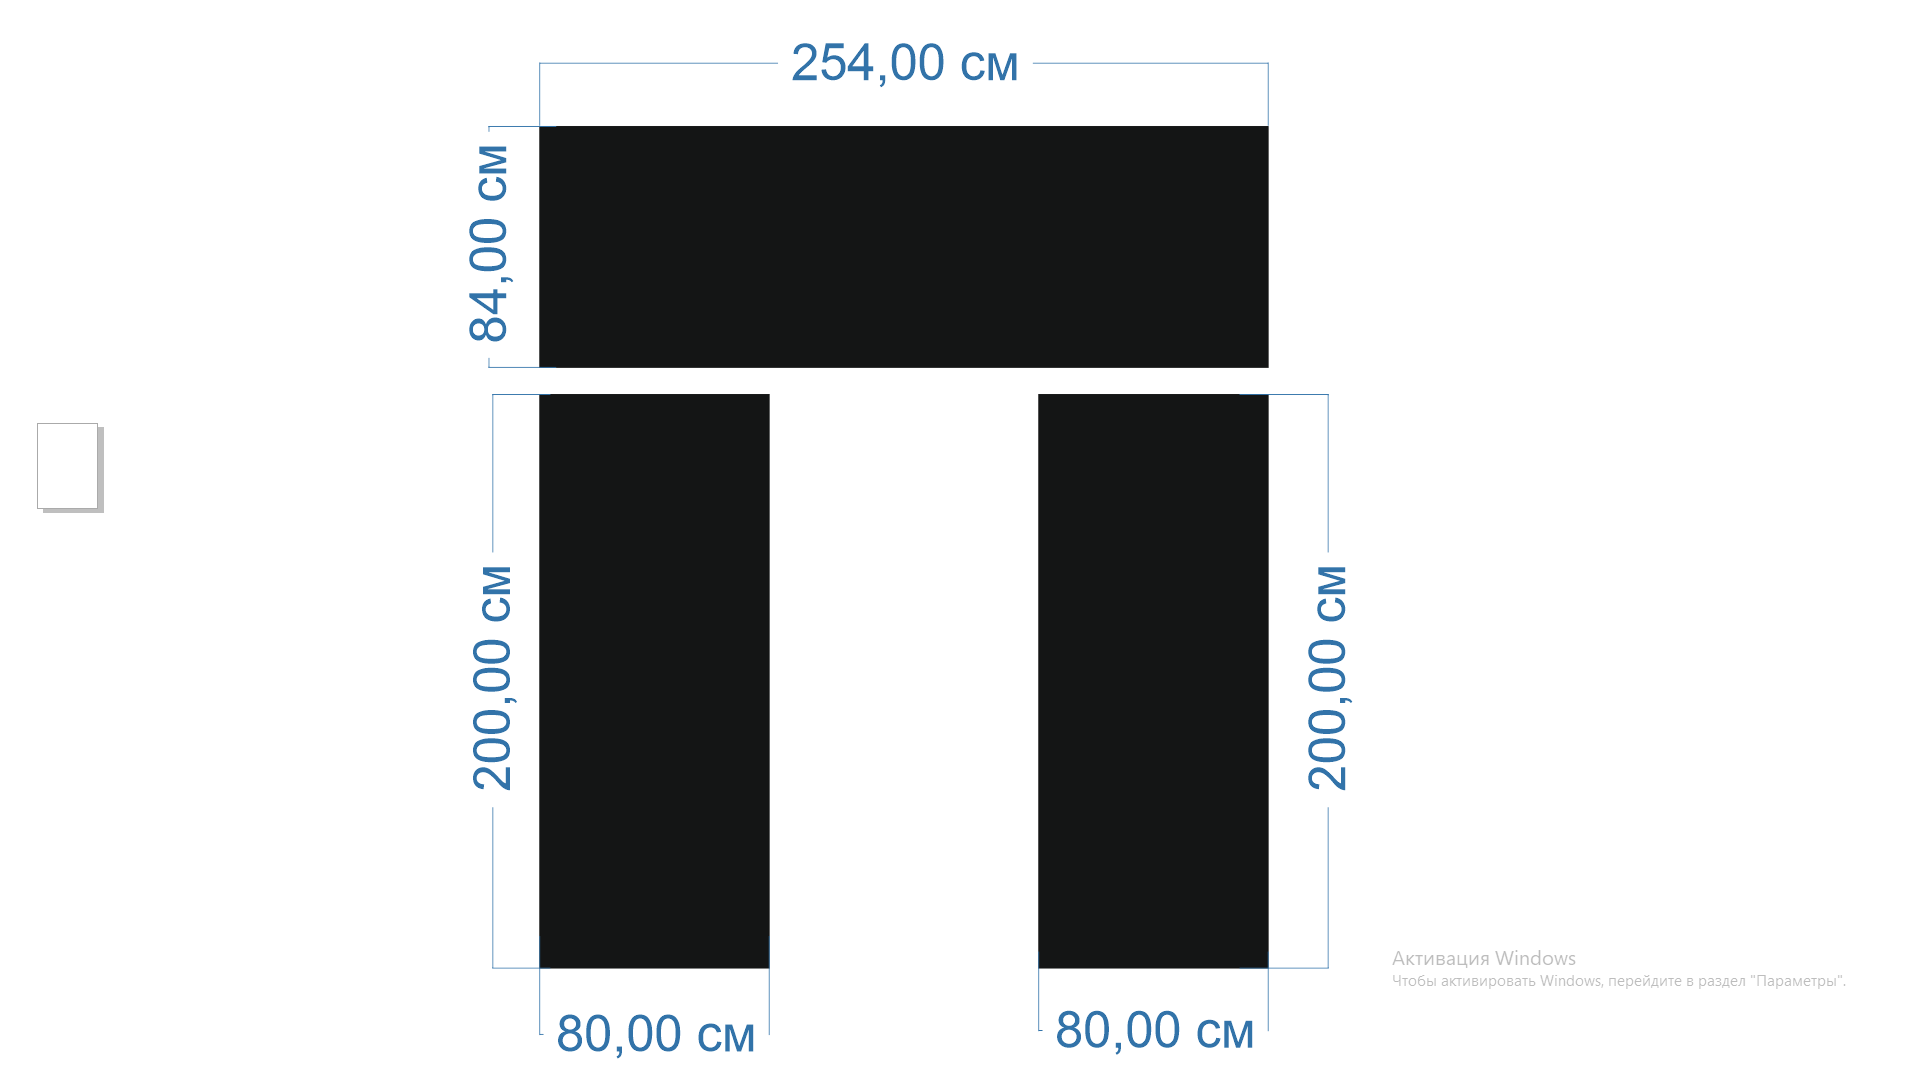 254,00 см
84,00 см
200,00 см
200,00 см
80,00 см
80,00 см
Активация Windows
Чтобы активировать Windows, перейдите в раздел "Параметры".